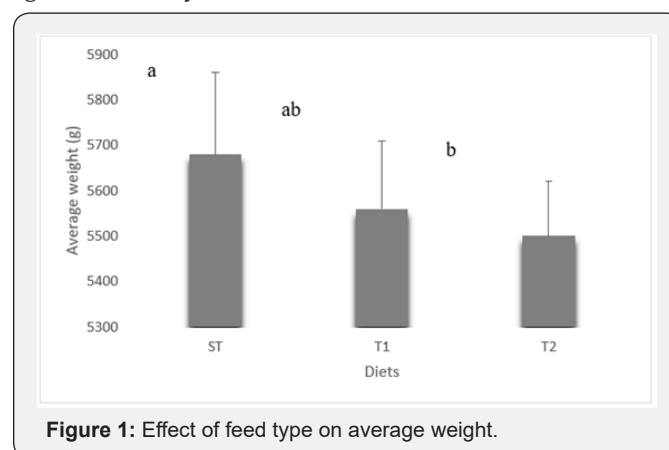 5900
a
5800
ab
5700
b
5600
5500
5400
5300
Average weight (g)
ST T1 T2
Diets
Figure 1: Effect of feed type on average weight.